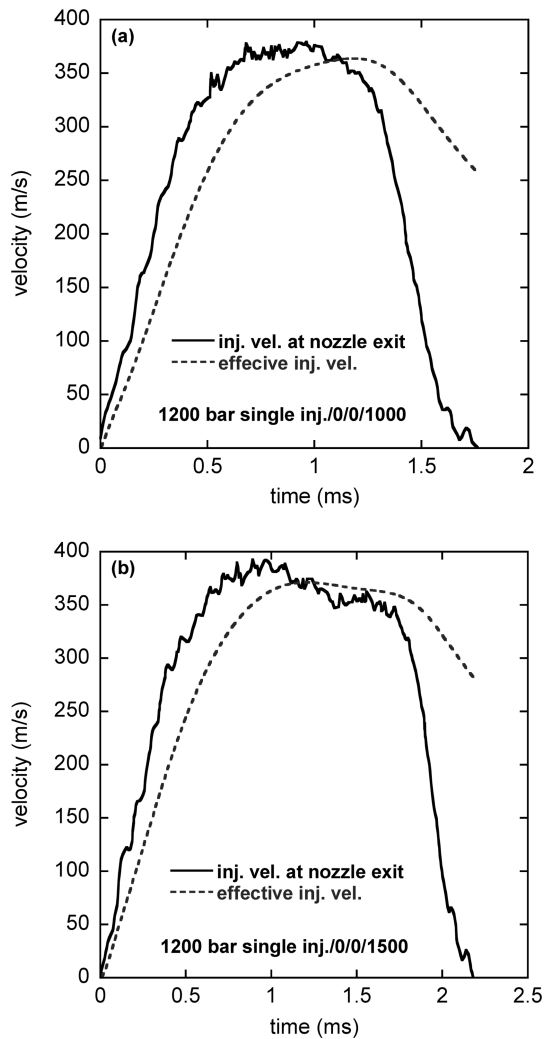 (a)
400
350
300
250
200
150
100
50
0
velocity (m/s)
inj. vel. at nozzle exit
effecive inj. vel.
1200 bar single inj./0/0/1000
0
0.5
1
1.5
2
time (ms)
(b)
400
350
300
250
200
150
100
50
0
velocity (m/s)
inj. vel. at nozzle exit
effective inj. vel.
1200 bar single inj./0/0/1500
0
0.5
1
1.5
2
2.5
time (ms)